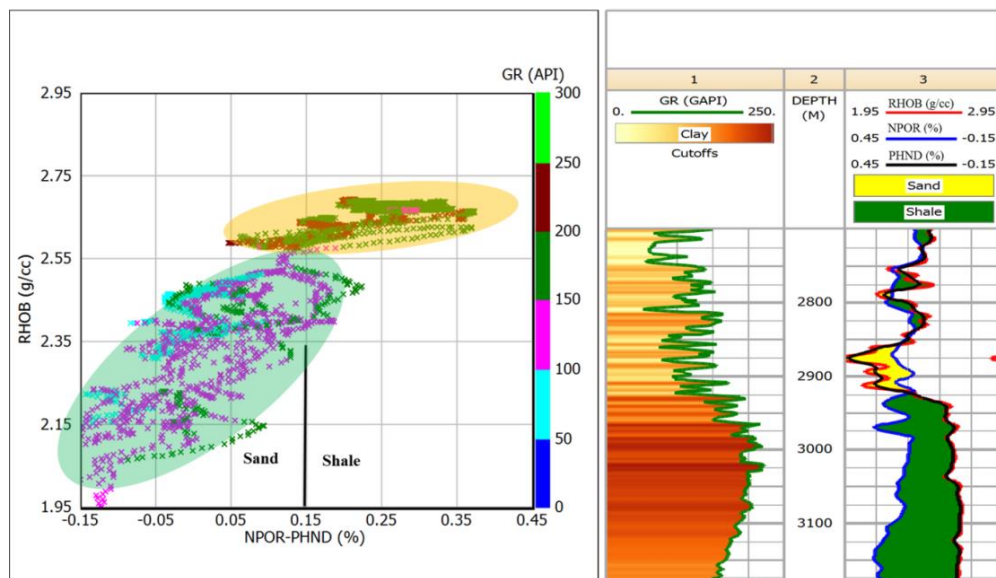 GR (API)
2.95
2.75
2.55
2.35
2.15
1.95
RHOB (g/cc)
300
250
200
150
100
50
0
Sand
Shale
-0.15
-0.05
0.05
0.15
0.25
0.35
0.45
NPOR-PHND (%)
1
2
3
GR (GAPI)
0.
250.
Clay
Cutoffs
DEPTH
(M)
RHOB (g/cc)
1.95
2.95
NPOR (%)
0.45
-0.15
PHND (%)
0.45
-0.15
Sand
Shale
2800
2900
3000
3100